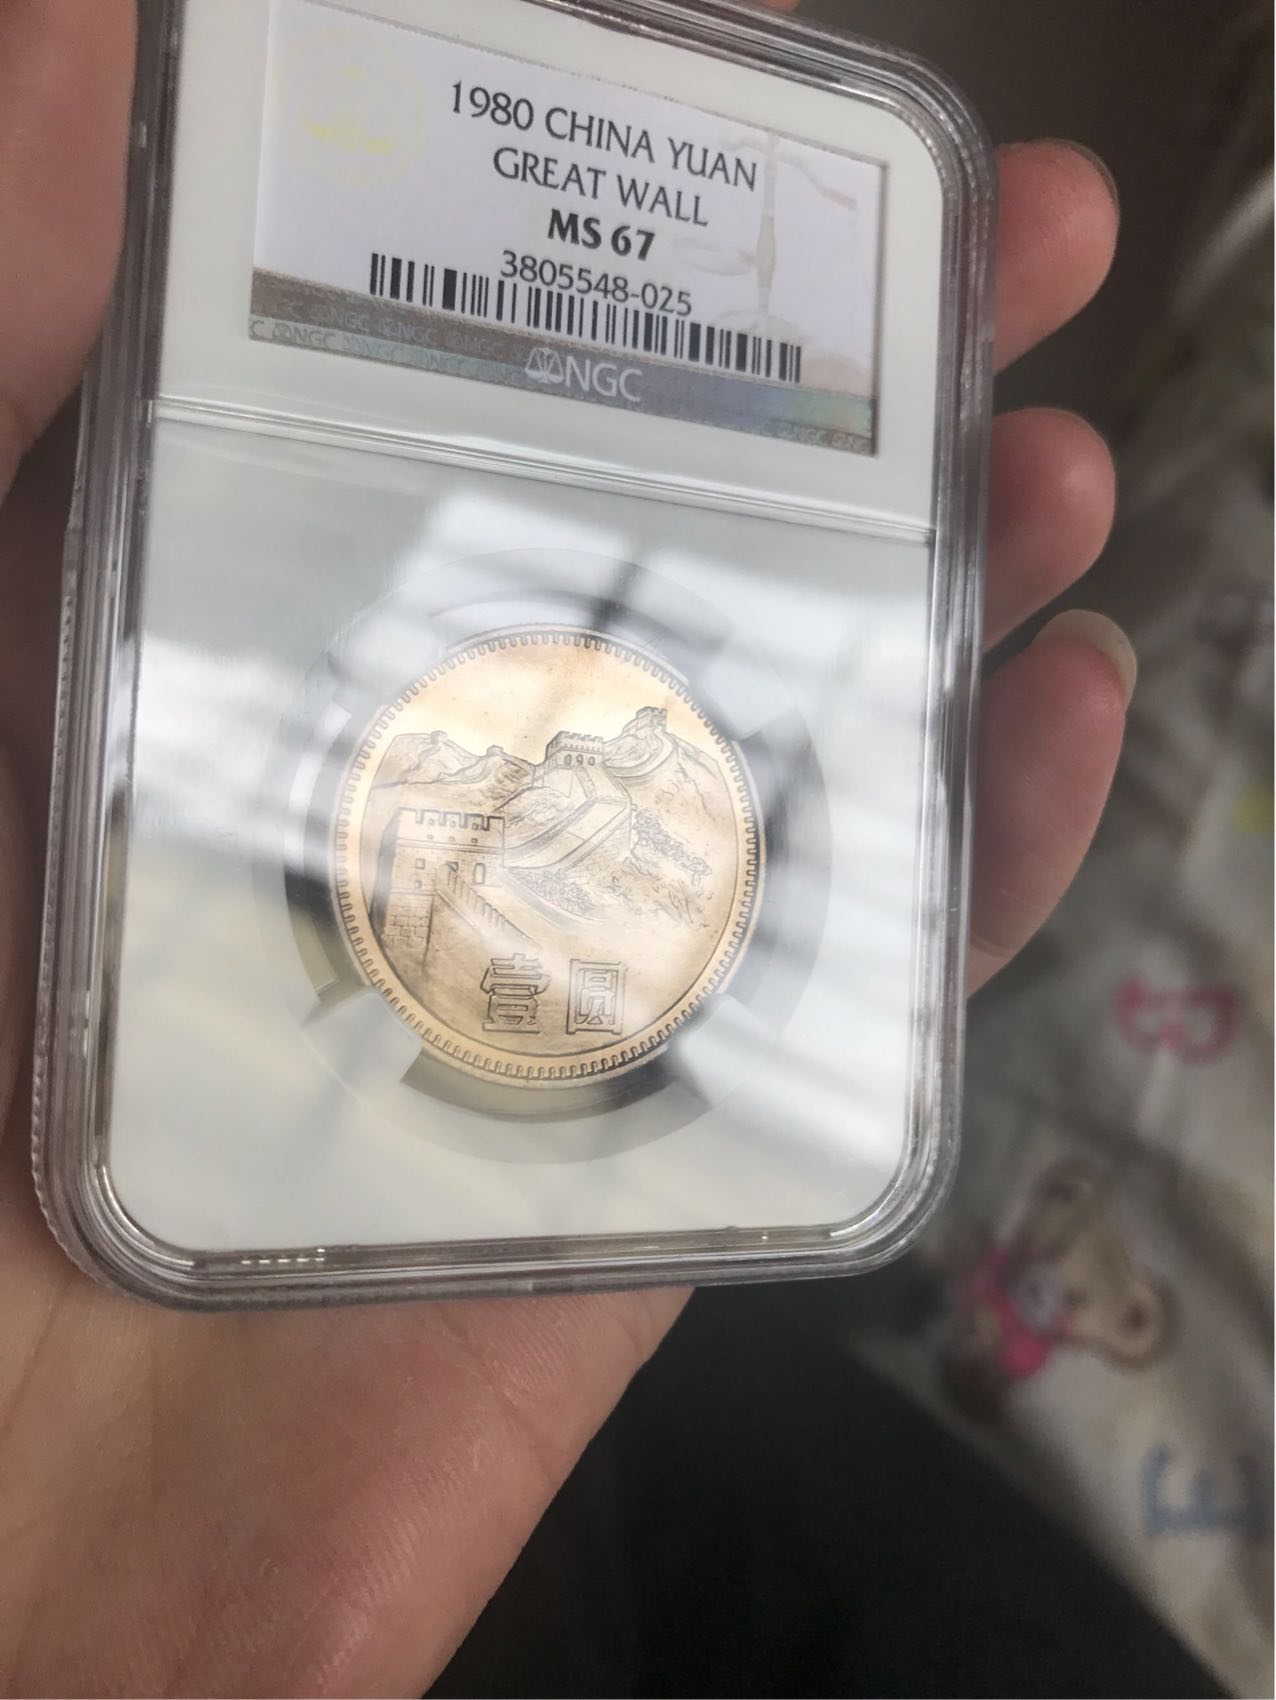 1980 CHINA YUAN
GREAT WALL
MS 67
3805548-025
NGC
壹圆